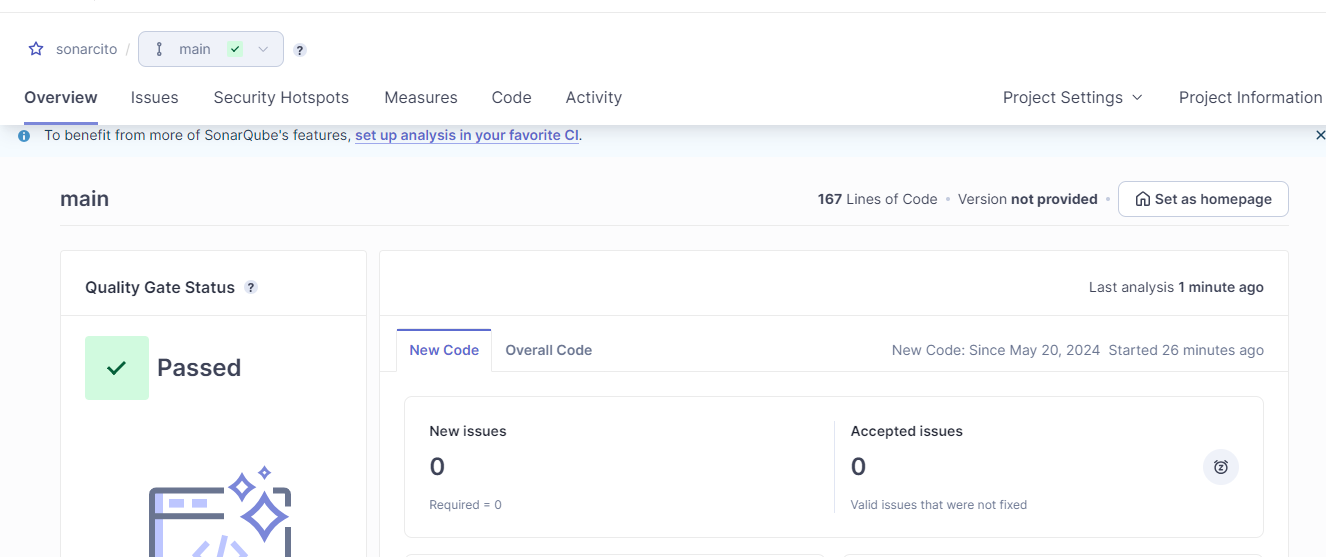 sonarcito / main ?
Overview Issues Security Hotspots Measures Code Activity Project Settings Project Information
To benefit from more of SonarQube's features, set up analysis in your favorite CI.
main 167 Lines of Code • Version not provided • Set as homepage
Quality Gate Status ?
Passed
Last analysis 1 minute ago
New Code Overall Code New Code: Since May 20, 2024 Started 26 minutes ago
New issues
0
Required = 0
Accepted issues
0
Valid issues that were not fixed